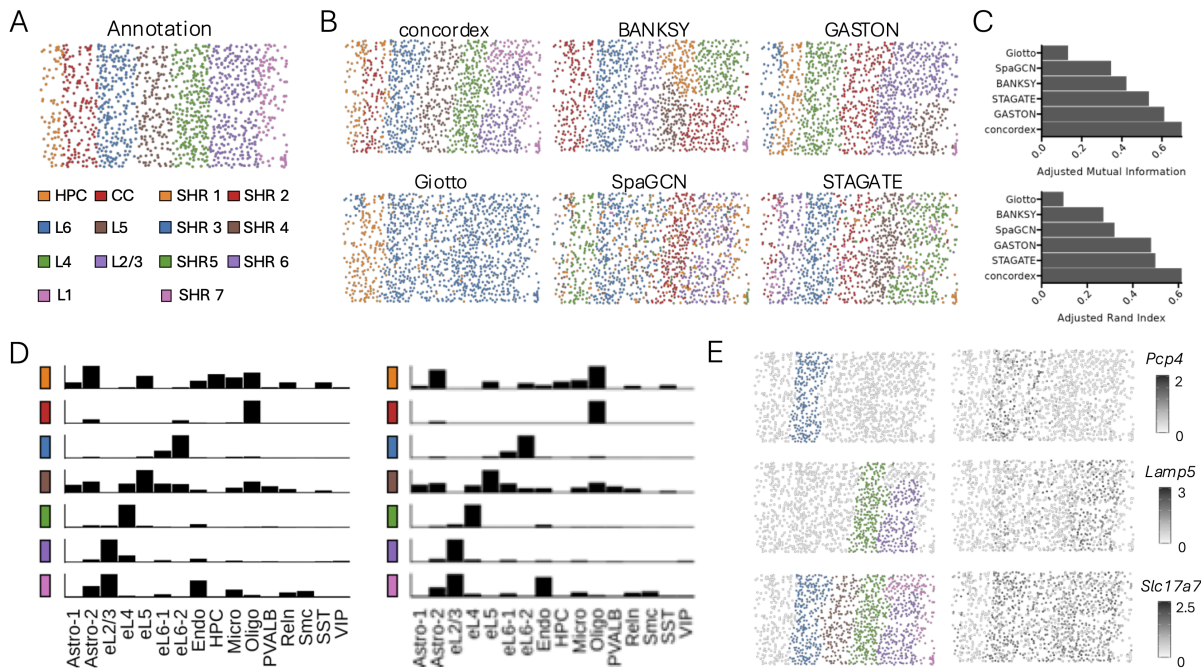 A
Annotation
HPC CC SHR 1 SHR 2
L6 L5 SHR 3 SHR 4
L4 L2/3 SHR5 SHR 6
L1 SHR 7
B
concordex BANKSY GASTON
Giotto SpaGCN STAGATE
C
Giotto
SpaGCN
BANKSY
STAGATE
GASTON
concordex
0.0 0.2 0.4 0.6
Adjusted Mutual Information
Giotto
BANKSY
SpaGCN
GASTON
STAGATE
concordex
0.0 0.2 0.4 0.6
Adjusted Rand Index
D
Astro-1 Astro-2 eL2/3 eL4 eL5 eL6-1 eL6-2 Endo HPC Micro Oligo PVALB Reln Smc SST VIP
Astro-1 Astro-2 eL2/3 eL4 eL5 eL6-1 eL6-2 Endo HPC Micro Oligo PVALB Reln Smc SST VIP
E
Pcp4
2
0
Lamp5
3
0
Slc17a7
2.5
0